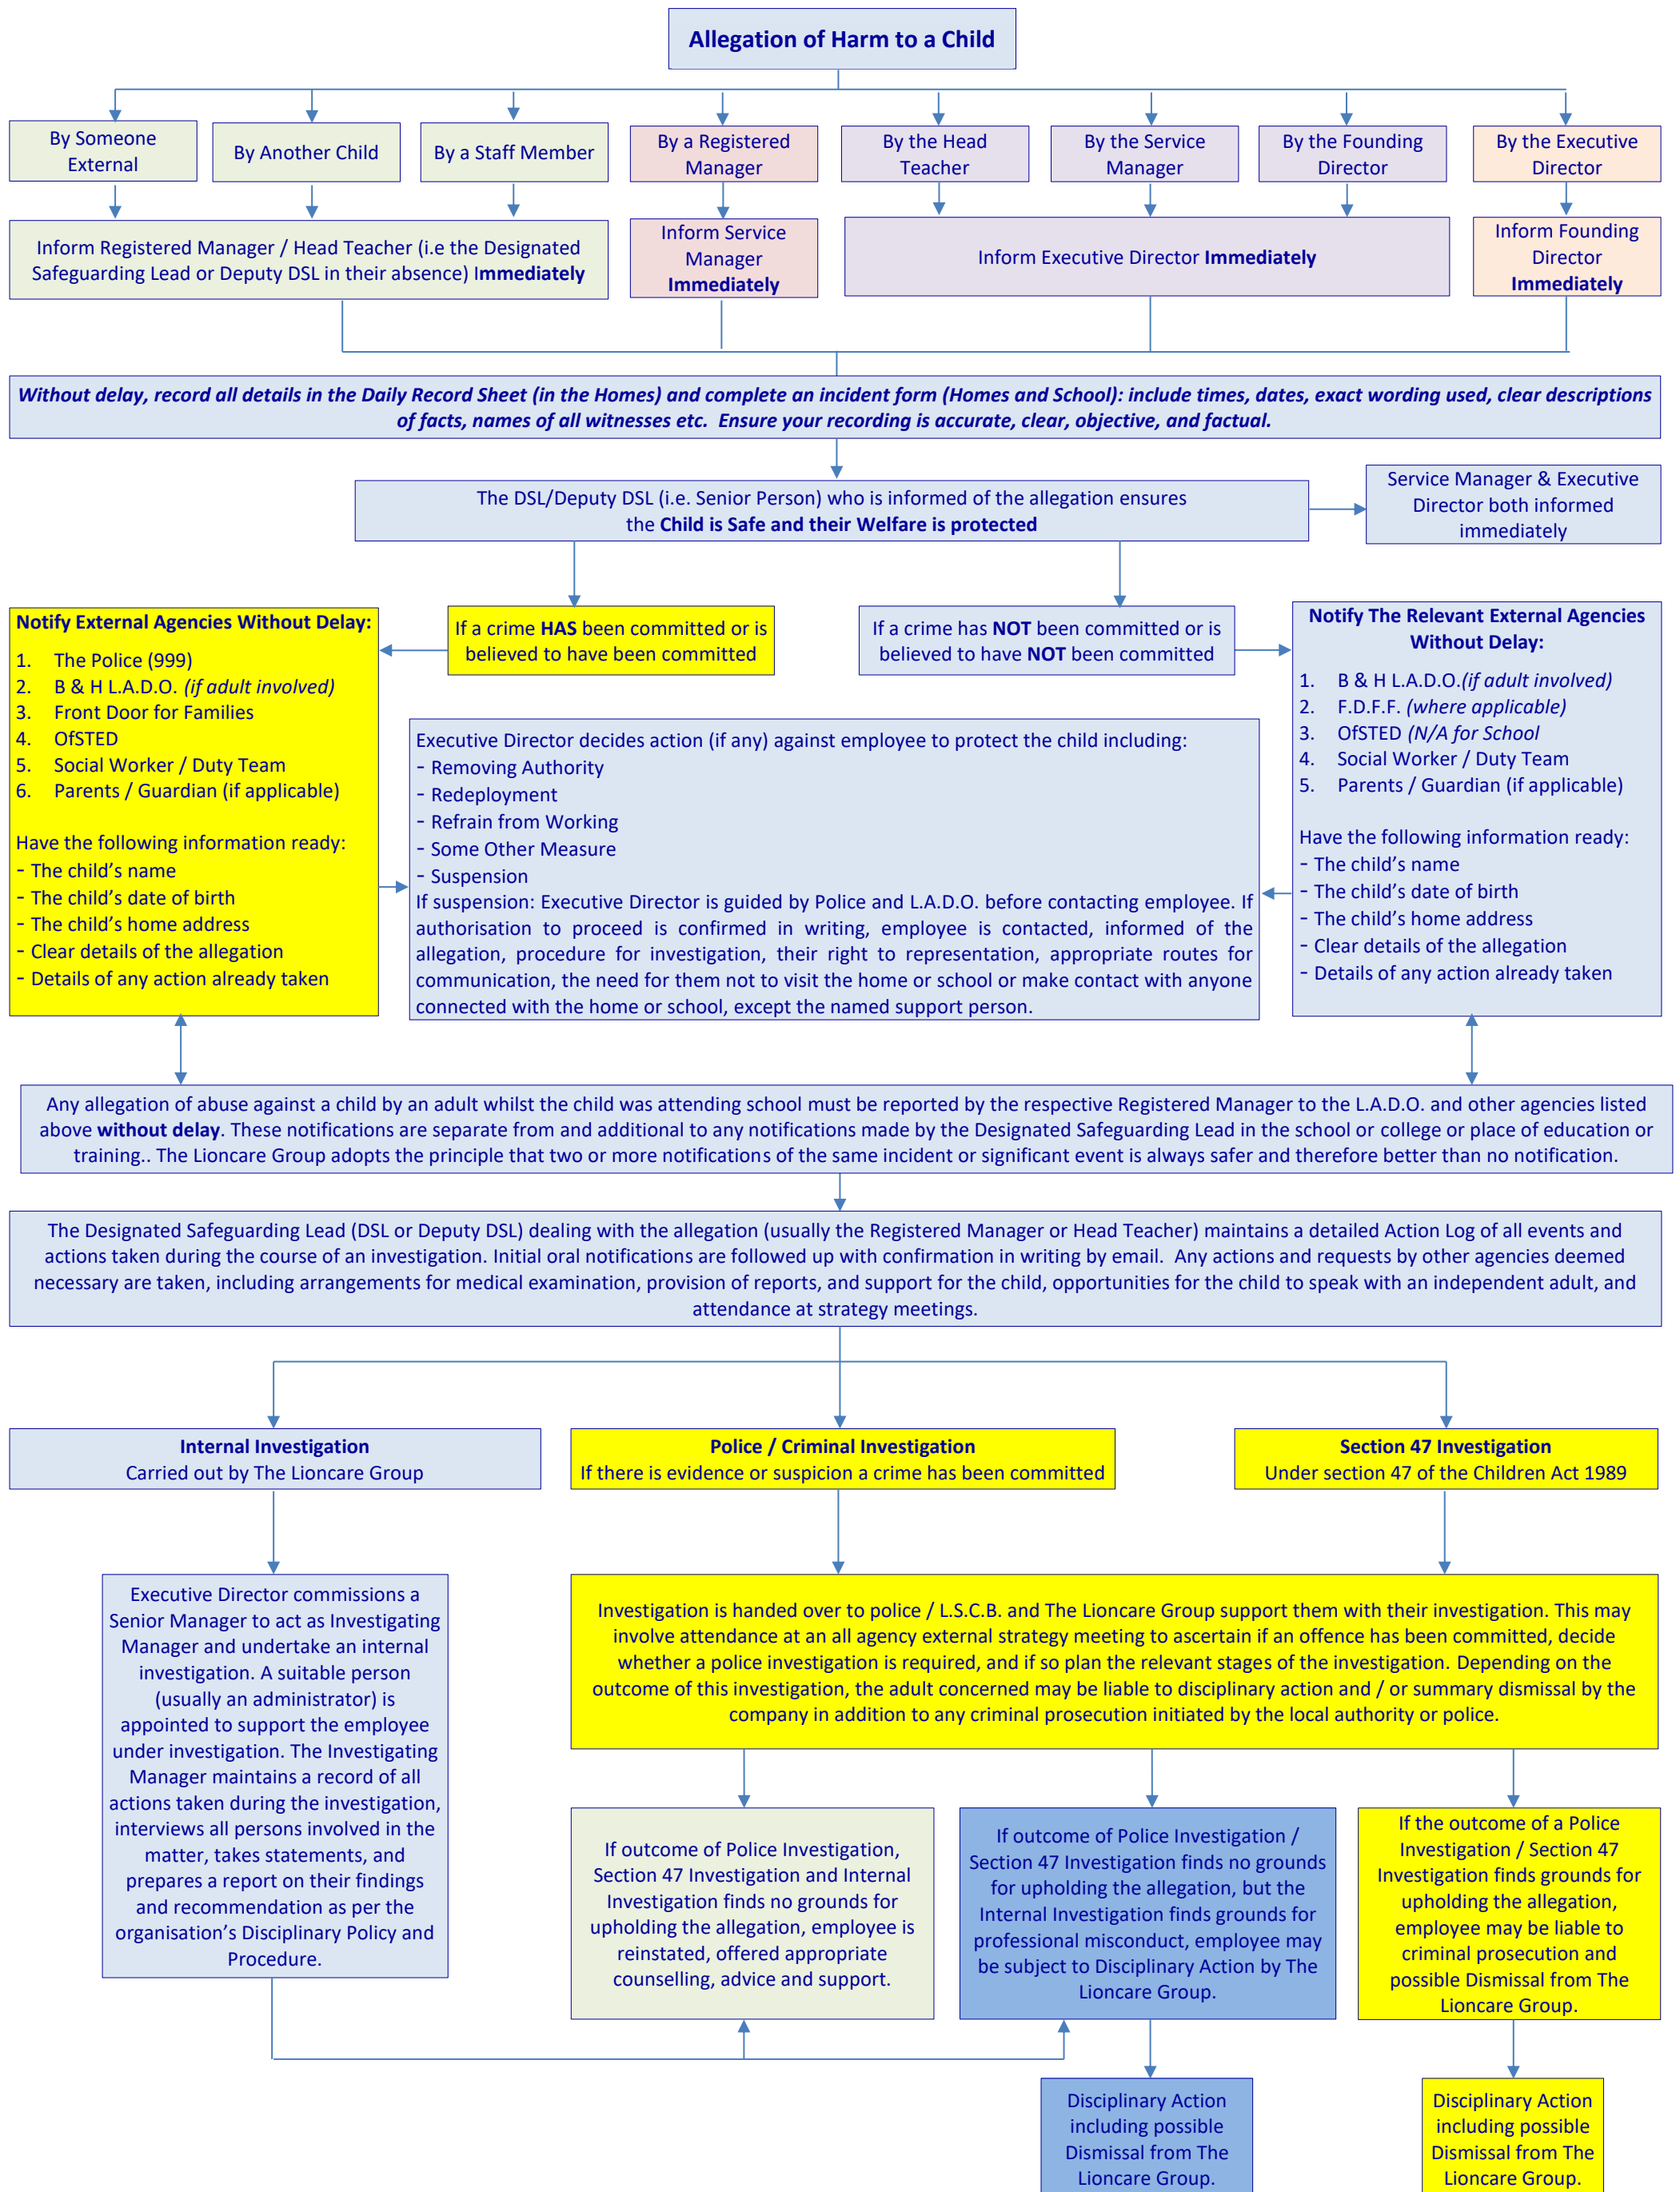 Allegation of Harm to a Child
By Someone
External
By Another Child
By a Staff Member
By a Registered
Manager
By the Head
Teacher
By the Service
Manager
By the Founding
Director
By the Executive
Director
Inform Registered Manager / Head Teacher (i.e the Designated
Safeguarding Lead or Deputy DSL in their absence) Immediately
Inform Service
Manager
Immediately
Inform Executive Director Immediately
Inform Founding
Director
Immediately
Without delay, record all details in the Daily Record Sheet (in the Homes) and complete an incident form (Homes and School): include times, dates, exact wording used, clear descriptions
of facts, names of all witnesses etc. Ensure your recording is accurate, clear, objective, and factual.
The DSL/Deputy DSL (i.e. Senior Person) who is informed of the allegation ensures
the Child is Safe and their Welfare is protected
Service Manager & Executive
Director both informed
immediately
Notify External Agencies Without Delay:
1. The Police (999)
2. B & H L.A.D.O. (if adult involved)
3. Front Door for Families
4. OfSTED
5. Social Worker / Duty Team
6. Parents / Guardian (if applicable)
Have the following information ready:
- The child's name
- The child's date of birth
- The child's home address
- Clear details of the allegation
- Details of any action already taken
If a crime HAS been committed or is
believed to have been committed
If a crime has NOT been committed or is
believed to have NOT been committed
Notify The Relevant External Agencies
Without Delay:
1. B & H L.A.D.O.(if adult involved)
2. F.D.F.F. (where applicable)
3. OfSTED (N/A for School
4. Social Worker / Duty Team
5. Parents / Guardian (if applicable)
Have the following information ready:
- The child's name
- The child's date of birth
- The child's home address
- Clear details of the allegation
- Details of any action already taken
Executive Director decides action (if any) against employee to protect the child including:
- Removing Authority
- Redeployment
- Refrain from Working
- Some Other Measure
- Suspension
If suspension: Executive Director is guided by Police and L.A.D.O. before contacting employee. If
authorisation to proceed is confirmed in writing, employee is contacted, informed of the
allegation, procedure for investigation, their right to representation, appropriate routes for
communication, the need for them not to visit the home or school or make contact with anyone
connected with the home or school, except the named support person.
Any allegation of abuse against a child by an adult whilst the child was attending school must be reported by the respective Registered Manager to the L.A.D.O. and other agencies listed
above without delay. These notifications are separate from and additional to any notifications made by the Designated Safeguarding Lead in the school or college or place of education or
training.. The Lioncare Group adopts the principle that two or more notifications of the same incident or significant event is always safer and therefore better than no notification.
The Designated Safeguarding Lead (DSL or Deputy DSL) dealing with the allegation (usually the Registered Manager or Head Teacher) maintains a detailed Action Log of all events and
actions taken during the course of an investigation. Initial oral notifications are followed up with confirmation in writing by email. Any actions and requests by other agencies deemed
necessary are taken, including arrangements for medical examination, provision of reports, and support for the child, opportunities for the child to speak with an independent adult, and
attendance at strategy meetings.
Internal Investigation
Carried out by The Lioncare Group
Police / Criminal Investigation
If there is evidence or suspicion a crime has been committed
Section 47 Investigation
Under section 47 of the Children Act 1989
Executive Director commissions a
Senior Manager to act as Investigating
Manager and undertake an internal
investigation. A suitable person
(usually an administrator) is
appointed to support the employee
under investigation. The Investigating
Manager maintains a record of all
actions taken during the investigation,
interviews all persons involved in the
matter, takes statements, and
prepares a report on their findings
and recommendation as per the
organisation's Disciplinary Policy and
Procedure.
Investigation is handed over to police / L.S.C.B. and The Lioncare Group support them with their investigation. This may
involve attendance at an all agency external strategy meeting to ascertain if an offence has been committed, decide
whether a police investigation is required, and if so plan the relevant stages of the investigation. Depending on the
outcome of this investigation, the adult concerned may be liable to disciplinary action and / or summary dismissal by the
company in addition to any criminal prosecution initiated by the local authority or police.
If outcome of Police Investigation,
Section 47 Investigation and Internal
Investigation finds no grounds for
upholding the allegation, employee is
reinstated, offered appropriate
counselling, advice and support.
If outcome of Police Investigation /
Section 47 Investigation finds no grounds
for upholding the allegation, but the
Internal Investigation finds grounds for
professional misconduct, employee may
be subject to Disciplinary Action by The
Lioncare Group.
If the outcome of a Police
Investigation / Section 47
Investigation finds grounds for
upholding the allegation,
employee may be liable to
criminal prosecution and
possible Dismissal from The
Lioncare Group.
Disciplinary Action
including possible
Dismissal from The
Lioncare Group.
Disciplinary Action
including possible
Dismissal from The
Lioncare Group.